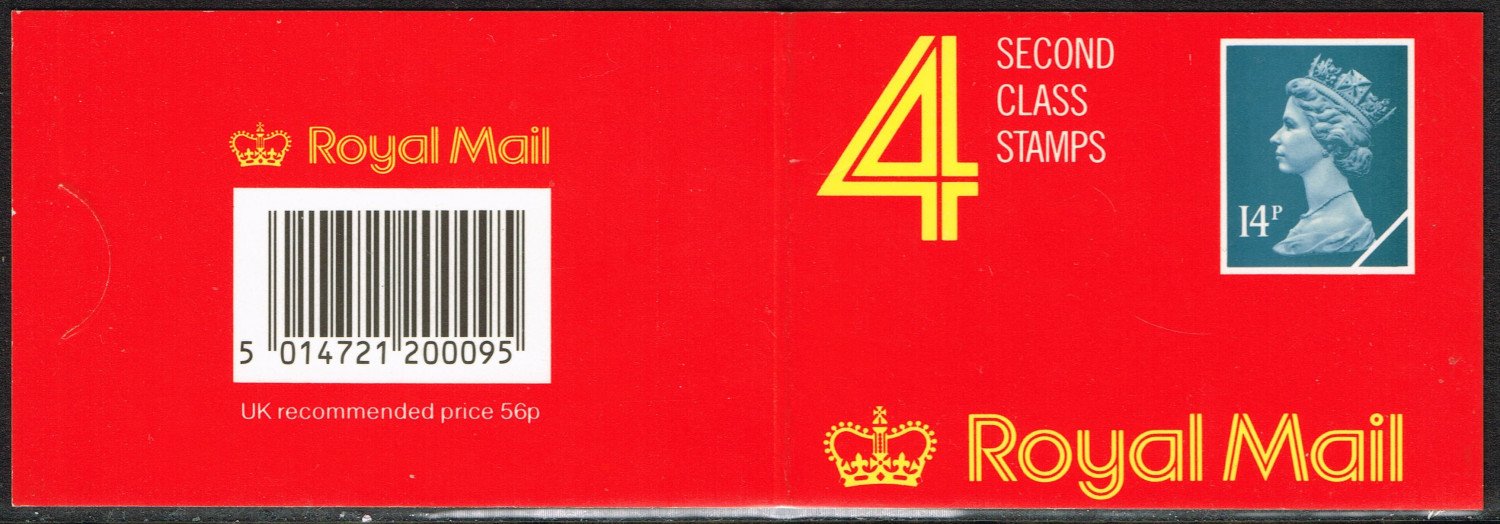 Royal Mail
5 014721 200095
UK recommended price 56p
4
SECOND
CLASS
STAMPS
14P
Royal Mail